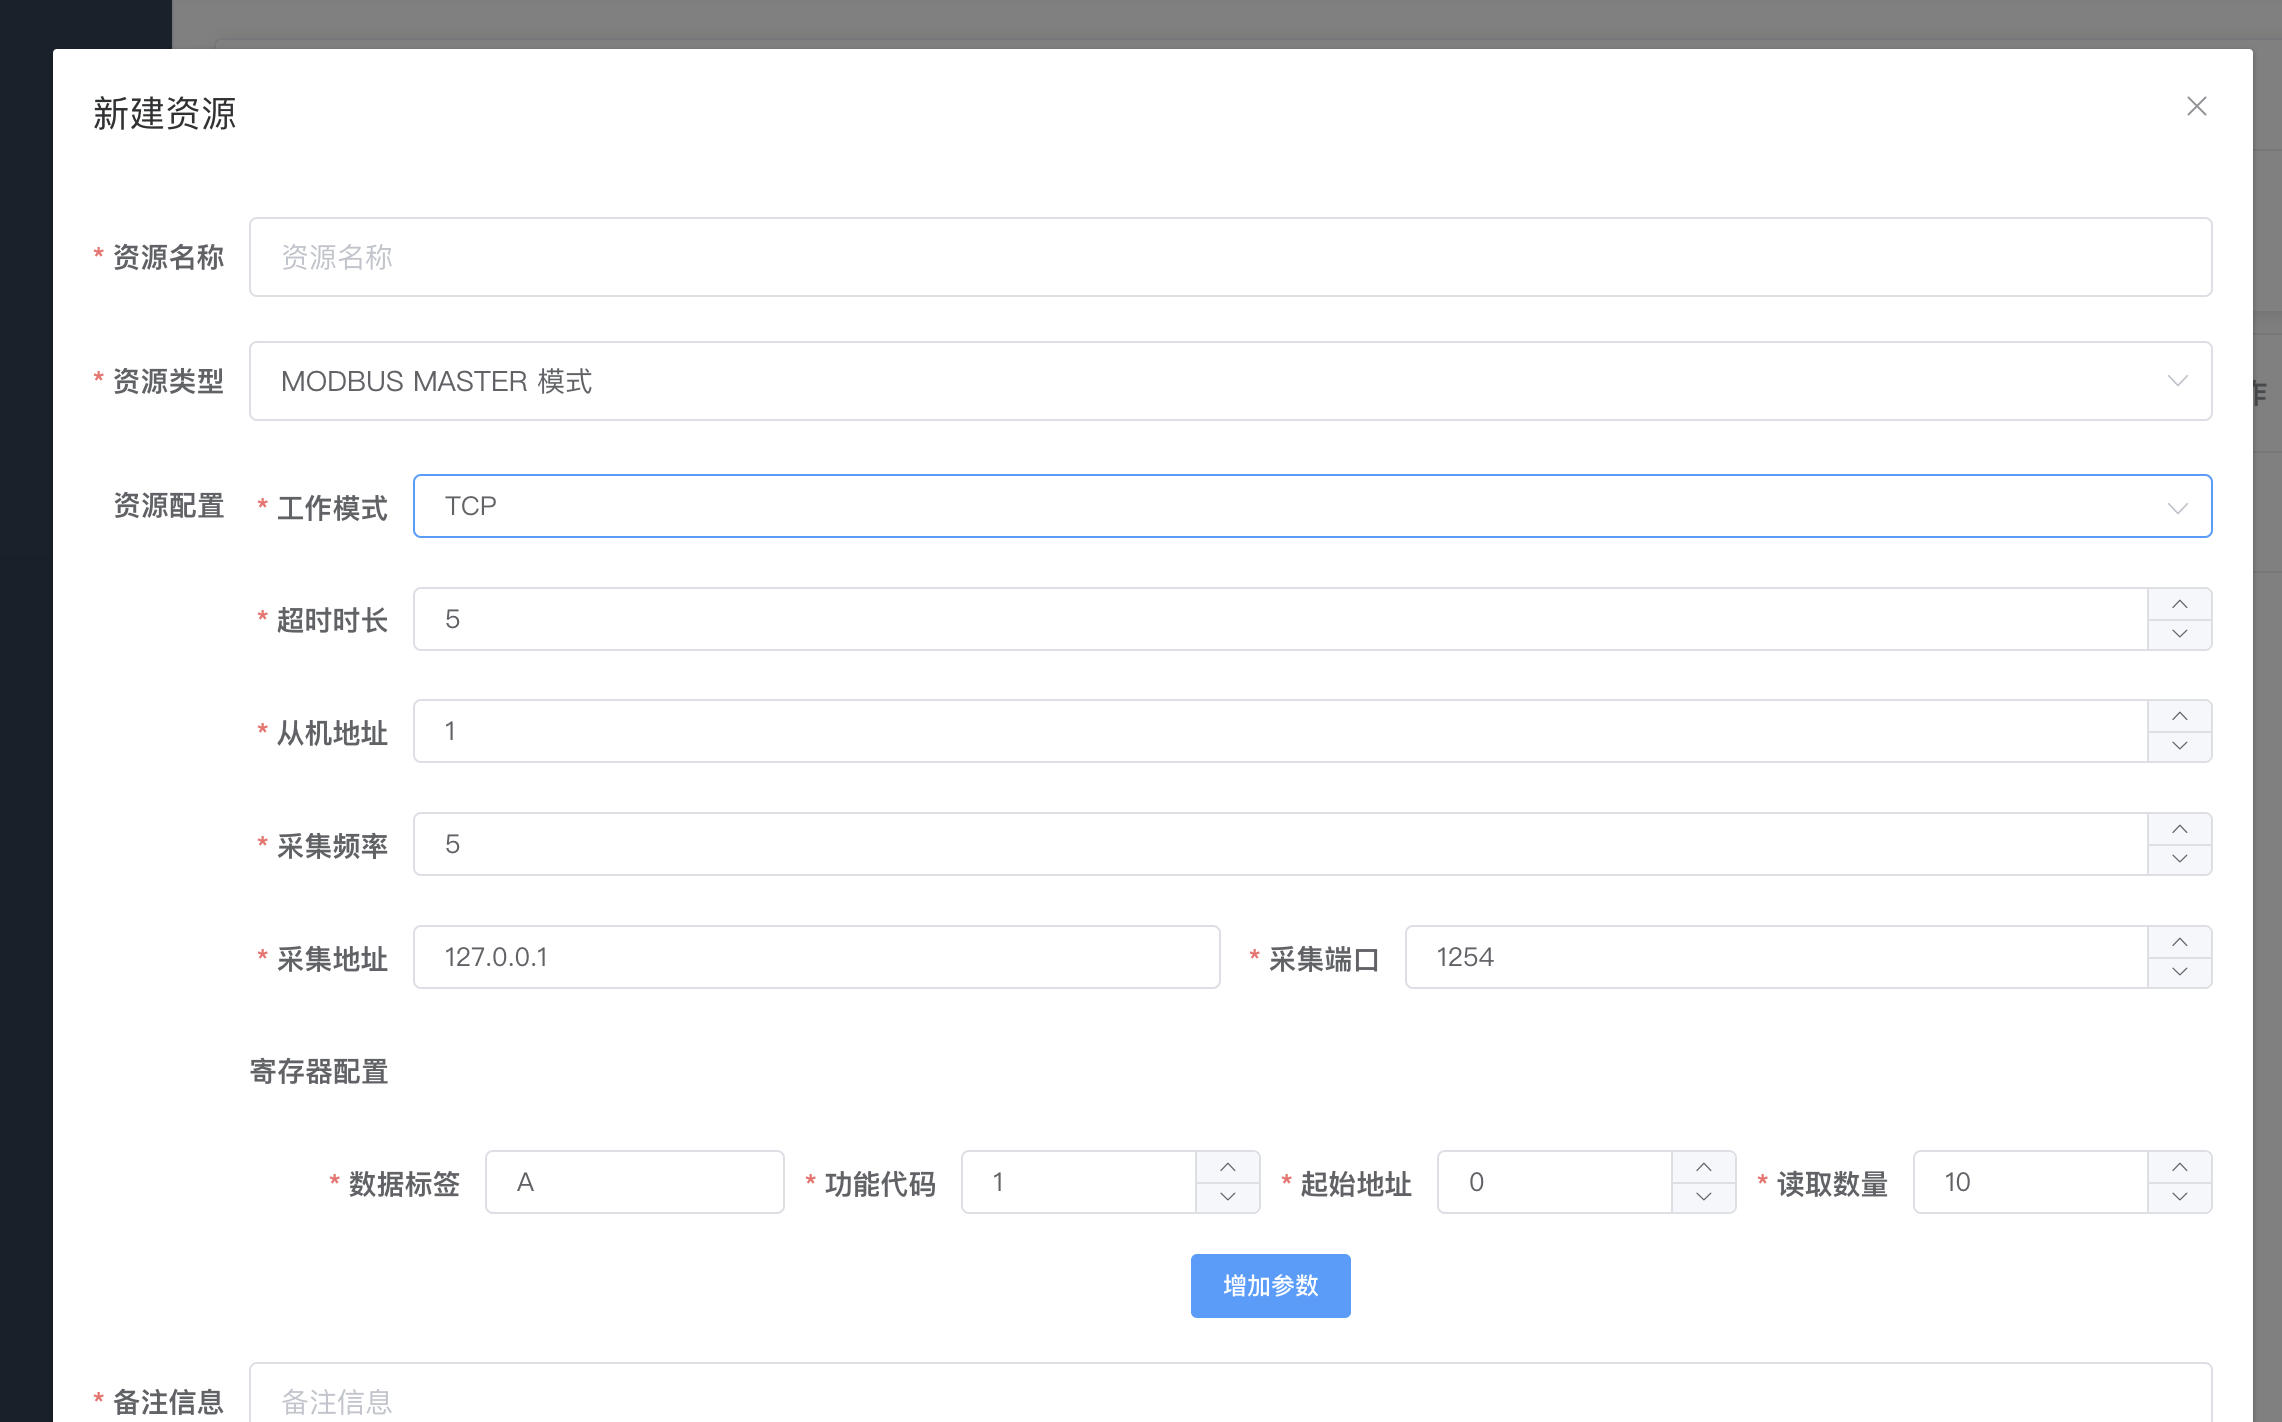 新建资源
* 资源名称 资源名称
* 资源类型 MODBUS MASTER 模式
资源配置 * 工作模式 TCP
* 超时时长 5
* 从机地址 1
* 采集频率 5
* 采集地址 127.0.0.1 * 采集端口 1254
寄存器配置
* 数据标签 A * 功能代码 1 * 起始地址 0 * 读取数量 10
增加参数
* 备注信息 备注信息